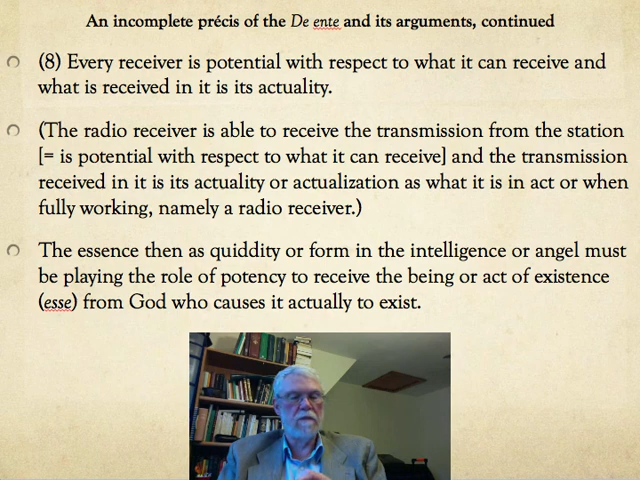 An incomplete précis of the De ente and its arguments, continued
(8) Every receiver is potential with respect to what it can receive and
what is received in it is its actuality.
(The radio receiver is able to receive the transmission from the station
[= is potential with respect to what it can receive] and the transmission
received in it is its actuality or actualization as what it is in act or when
fully working, namely a radio receiver.)
The essence then as quiddity or form in the intelligence or angel must
be playing the role of potency to receive the being or act of existence
(esse) from God who causes it actually to exist.